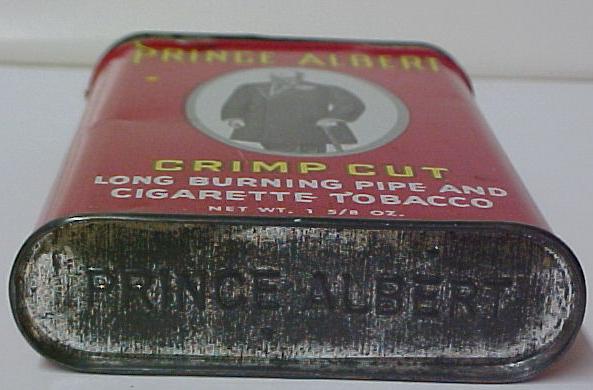 PRINCE ALBERT
CRIMP CUT
LONG BURNING PIPE AND
CIGARETTE TOBACCO
NET WT. 1 5/8 OZ.
PRINCE ALBERT